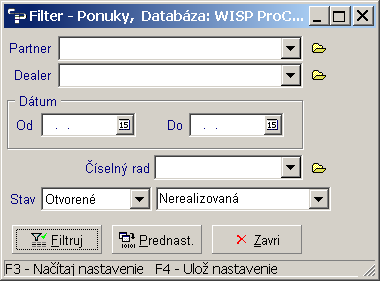 Filter - Ponuky, Databáza: WISP ProC...
Partner
Dealer
Dátum
Od . . 15 Do . . 15
Číselný rad
Stav Otvorené Nerealizovaná
Filtruj Prednast. Zavri
F3 - Načítaj nastavenie F4 - Ulož nastavenie